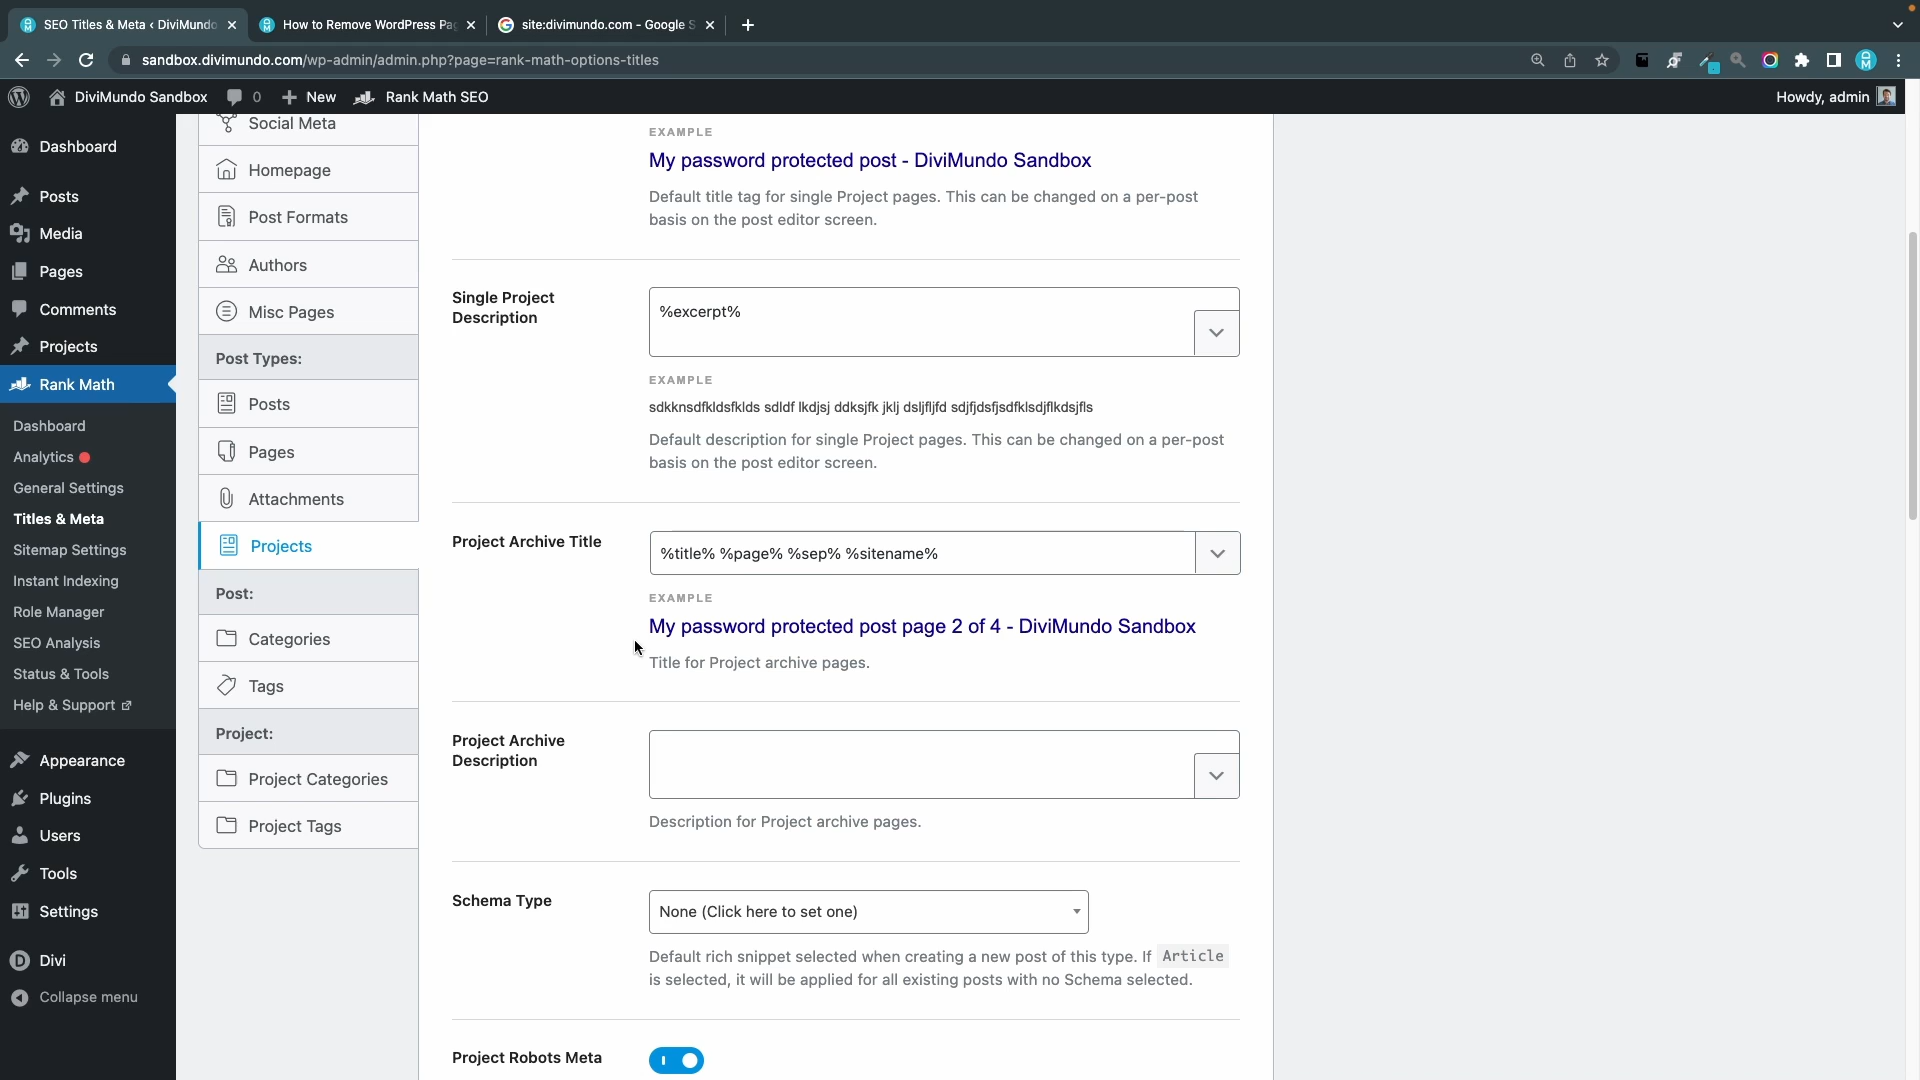 SEO Titles & Meta ‹ DiviMundo
How to Remove WordPress Pag
site:divimundo.com - Google S
sandbox.divimundo.com/wp-admin/admin.php?page=rank-math-options-titles
DiviMundo Sandbox
0
New
Rank Math SEO
Howdy, admin
Dashboard
Posts
Media
Pages
Comments
Projects
Rank Math
Dashboard
Analytics
General Settings
Titles & Meta
Sitemap Settings
Instant Indexing
Role Manager
SEO Analysis
Status & Tools
Help & Support
Appearance
Plugins
Users
Tools
Settings
Divi
Collapse menu
Social Meta
Homepage
Post Formats
Authors
Misc Pages
Post Types:
Posts
Pages
Attachments
Projects
Post:
Categories
Tags
Project:
Project Categories
Project Tags
EXAMPLE
My password protected post - DiviMundo Sandbox
Default title tag for single Project pages. This can be changed on a per-post
basis on the post editor screen.
Single Project
Description
%excerpt%
EXAMPLE
Default description for single Project pages. This can be changed on a per-post
basis on the post editor screen.
Project Archive Title
%title% %page% %sep% %sitename%
EXAMPLE
My password protected post page 2 of 4 - DiviMundo Sandbox
Title for Project archive pages.
Project Archive
Description
Description for Project archive pages.
Schema Type
None (Click here to set one)
Default rich snippet selected when creating a new post of this type. If Article
is selected, it will be applied for all existing posts with no Schema selected.
Project Robots Meta